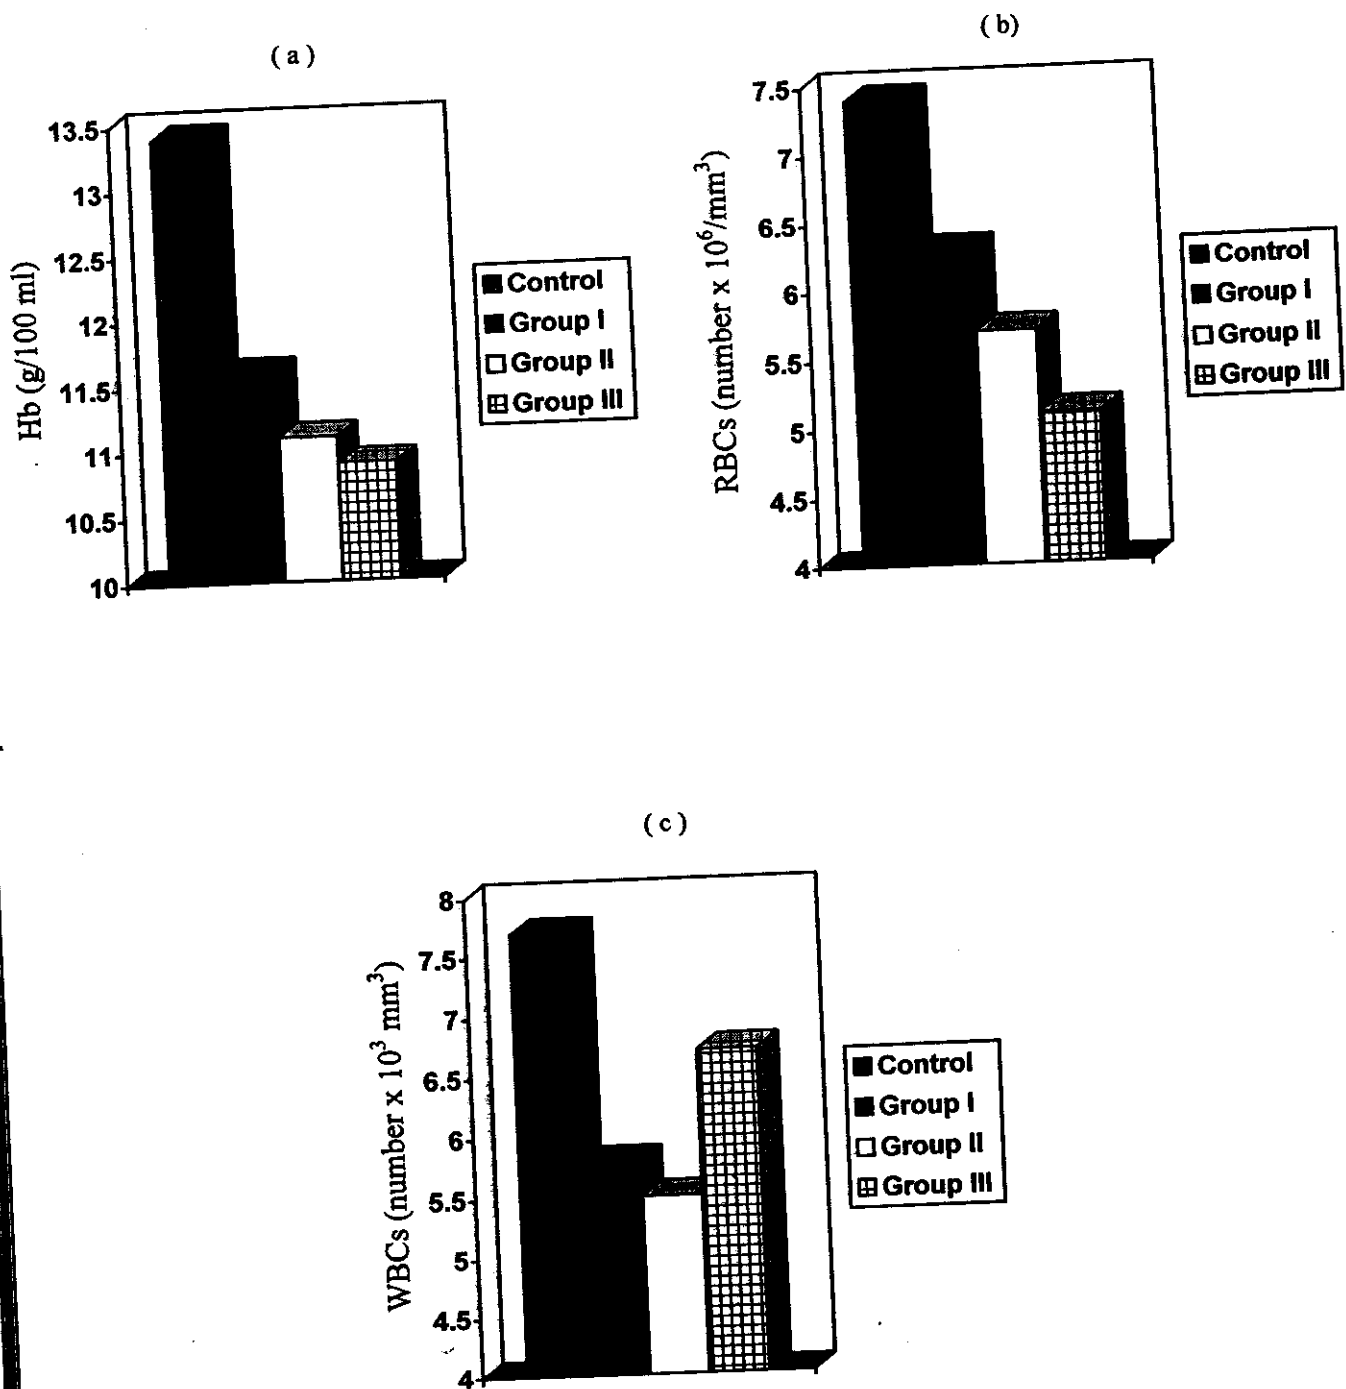 ( a )
Hb (g/100 ml)
13.5
13
12.5
12
11.5
11
10.5
10
Control
Group I
Group II
Group III
( b)
RBCs (number x 10⁶/mm³)
7.5
7
6.5
6
5.5
5
4.5
4
Control
Group I
Group II
Group III
( c )
WBCs (number x 10³ mm³)
8
7.5
7
6.5
6
5.5
5
4.5
4
Control
Group I
Group II
Group III